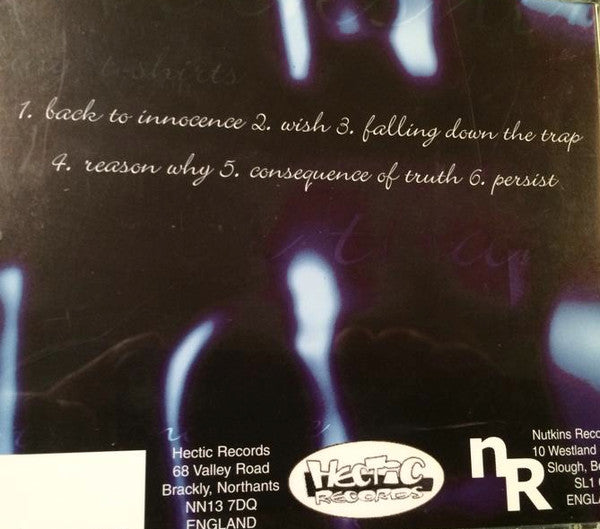 t-shirts
1. back to innocence 2. wish 3. falling down the trap
4. reason why 5. consequence of truth 6. persist
Hectic Records
68 Valley Road
Brackly, Northants
NN13 7DQ
ENGLAND
HECTIC
RECORDS
nR
Nutkins Reco
10 Westland
Slough, Be
SL1
ENGLA